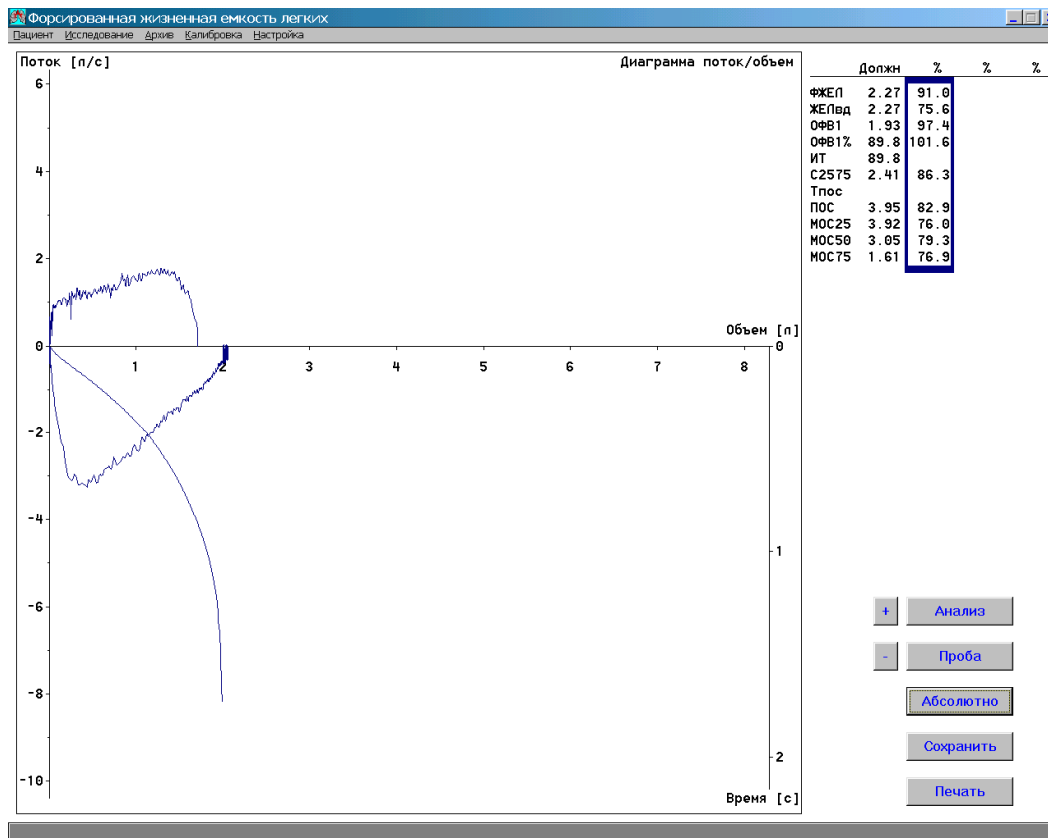 Форсированная жизненная емкость легких
Пациент Исследование Архив Калибровка Настройка
Поток [л/с] Диаграмма поток/объем
Должн % % %
ФЖЕЛ 2.27 91.0
ЖЕЛвд 2.27 75.6
ОФВ1 1.93 97.4
ОФВ1% 89.8 101.6
ИТ 89.8
С2575 2.41 86.3
Тпос
ПОС 3.95 82.9
МОС25 3.92 76.0
МОС50 3.05 79.3
МОС75 1.61 76.9
6
4
2
Объем [л]
0 0
1 2 3 4 5 6 7 8
-2
-4
1
-6
-8
2
-10
Время [с]
+ Анализ
- Проба
Абсолютно
Сохранить
Печать